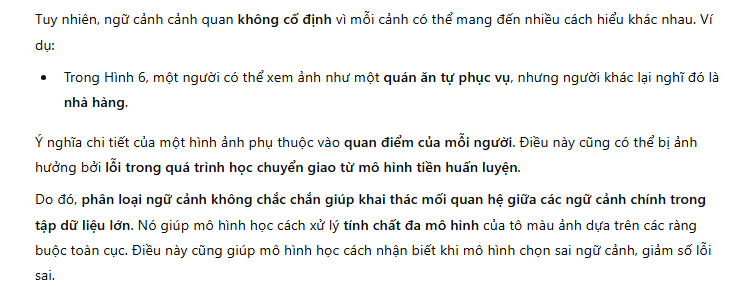 Tuy nhiên, ngữ cảnh cảnh quan không cố định vì mỗi cảnh có thể mang đến nhiều cách hiểu khác nhau. Ví
dụ:
• Trong Hình 6, một người có thể xem ảnh như một quán ăn tự phục vụ, nhưng người khác lại nghĩ đó là
nhà hàng.
Ý nghĩa chi tiết của một hình ảnh phụ thuộc vào quan điểm của mỗi người. Điều này cũng có thể bị ảnh
hưởng bởi lỗi trong quá trình học chuyển giao từ mô hình tiền huấn luyện.
Do đó, phân loại ngữ cảnh không chắc chắn giúp khai thác mối quan hệ giữa các ngữ cảnh chính trong
tập dữ liệu lớn. Nó giúp mô hình học cách xử lý tính chất đa mô hình của tô màu ảnh dựa trên các ràng
buộc toàn cục. Điều này cũng giúp mô hình học cách nhận biết khi mô hình chọn sai ngữ cảnh, giảm số lỗi
sai.